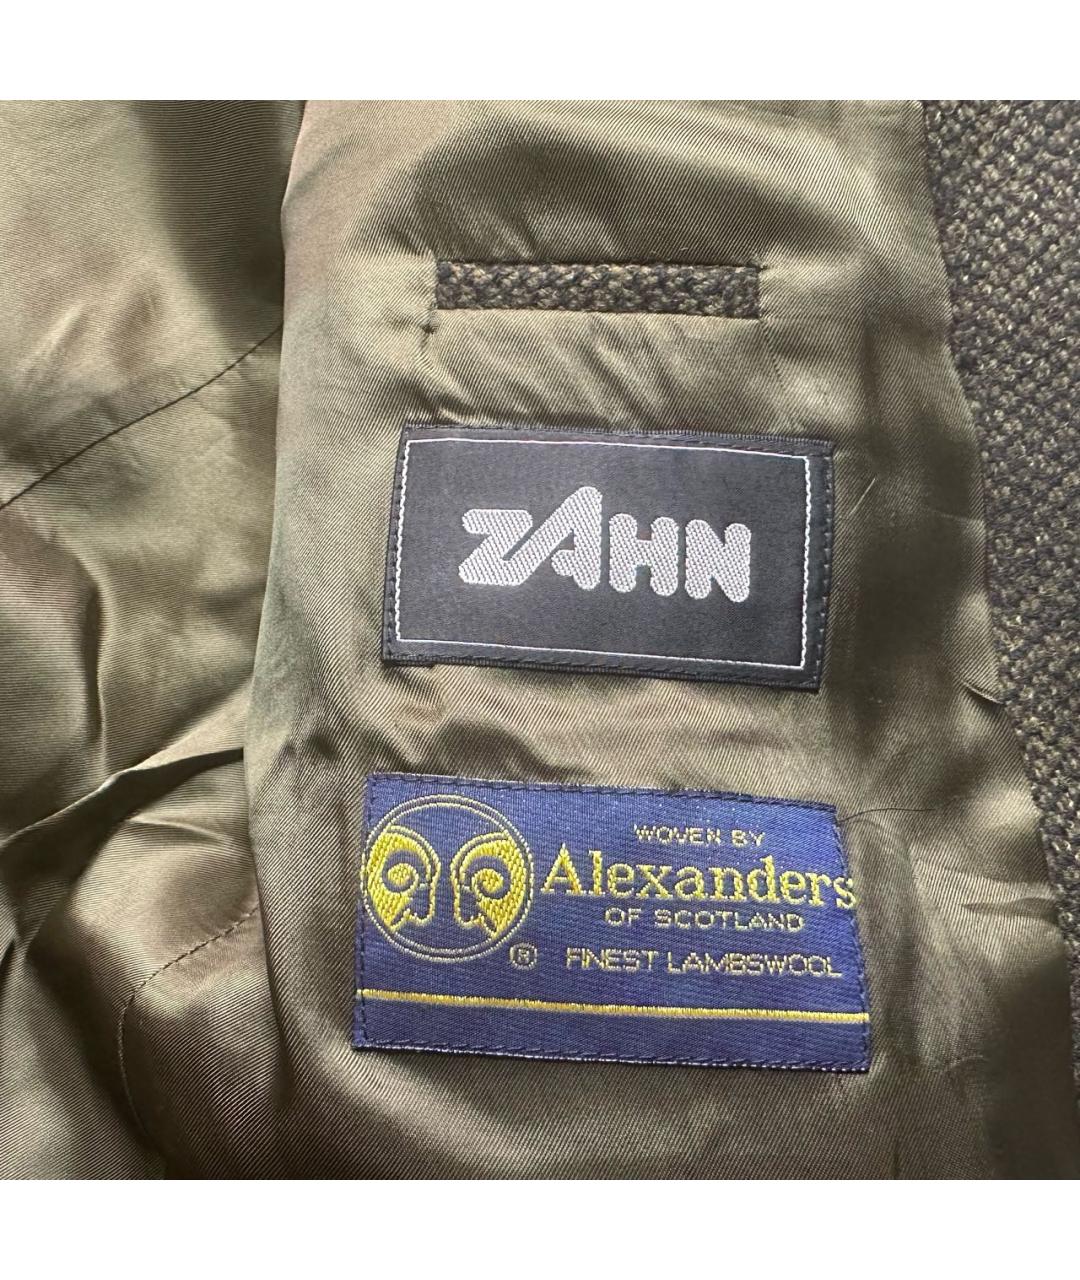 ZAHN
WOVEN BY
Alexanders
OF SCOTLAND
® FINEST LAMBSWOOL